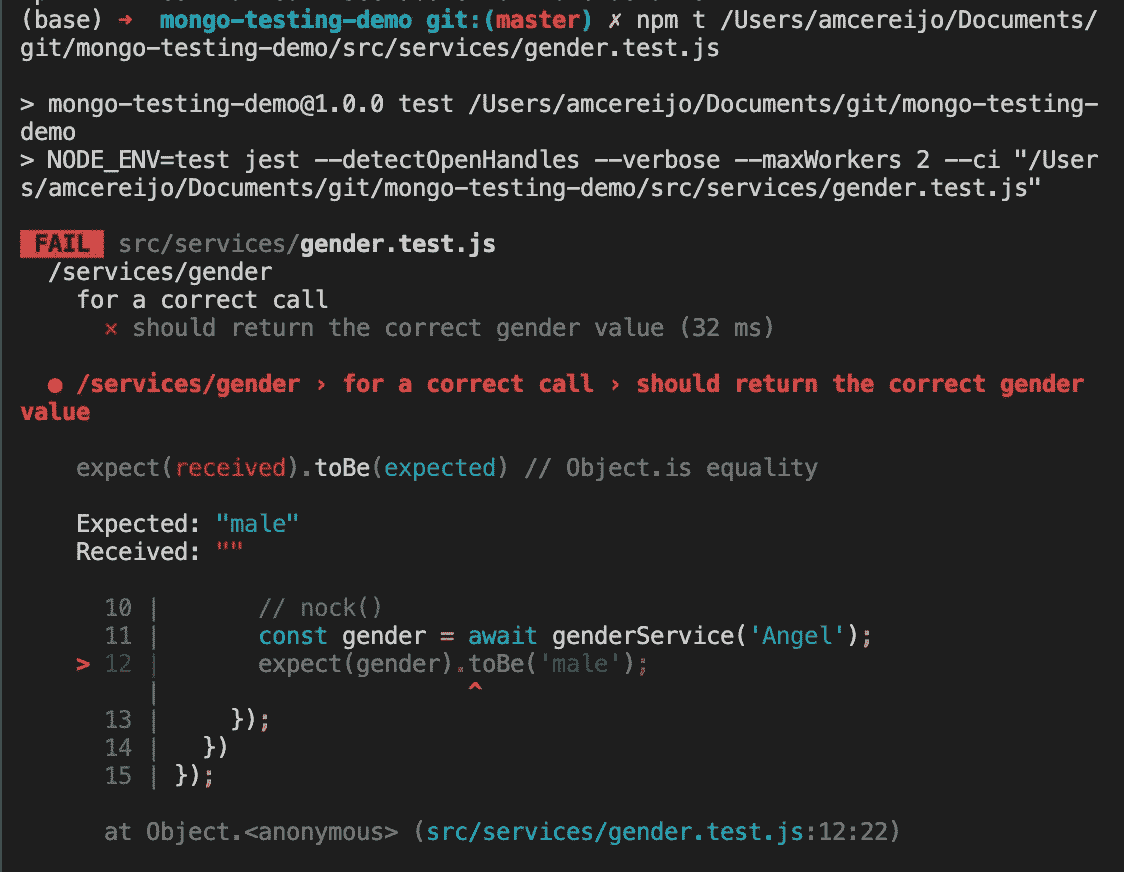 (base) → mongo-testing-demo git:(master) ✗ npm t /Users/amcereijo/Documents/
git/mongo-testing-demo/src/services/gender.test.js
> mongo-testing-demo@1.0.0 test /Users/amcereijo/Documents/git/mongo-testing-
demo
> NODE_ENV=test jest --detectOpenHandles --verbose --maxWorkers 2 --ci "/User
s/amcereijo/Documents/git/mongo-testing-demo/src/services/gender.test.js"
FAIL src/services/gender.test.js
/services/gender
for a correct call
✕ should return the correct gender value (32 ms)
● /services/gender › for a correct call › should return the correct gender
value
expect(received).toBe(expected) // Object.is equality
Expected: "male"
Received: ""
10 | // nock()
11 | const gender = await genderService('Angel');
> 12 | expect(gender).toBe('male');
| ^
13 | });
14 | })
15 | });
at Object.<anonymous> (src/services/gender.test.js:12:22)